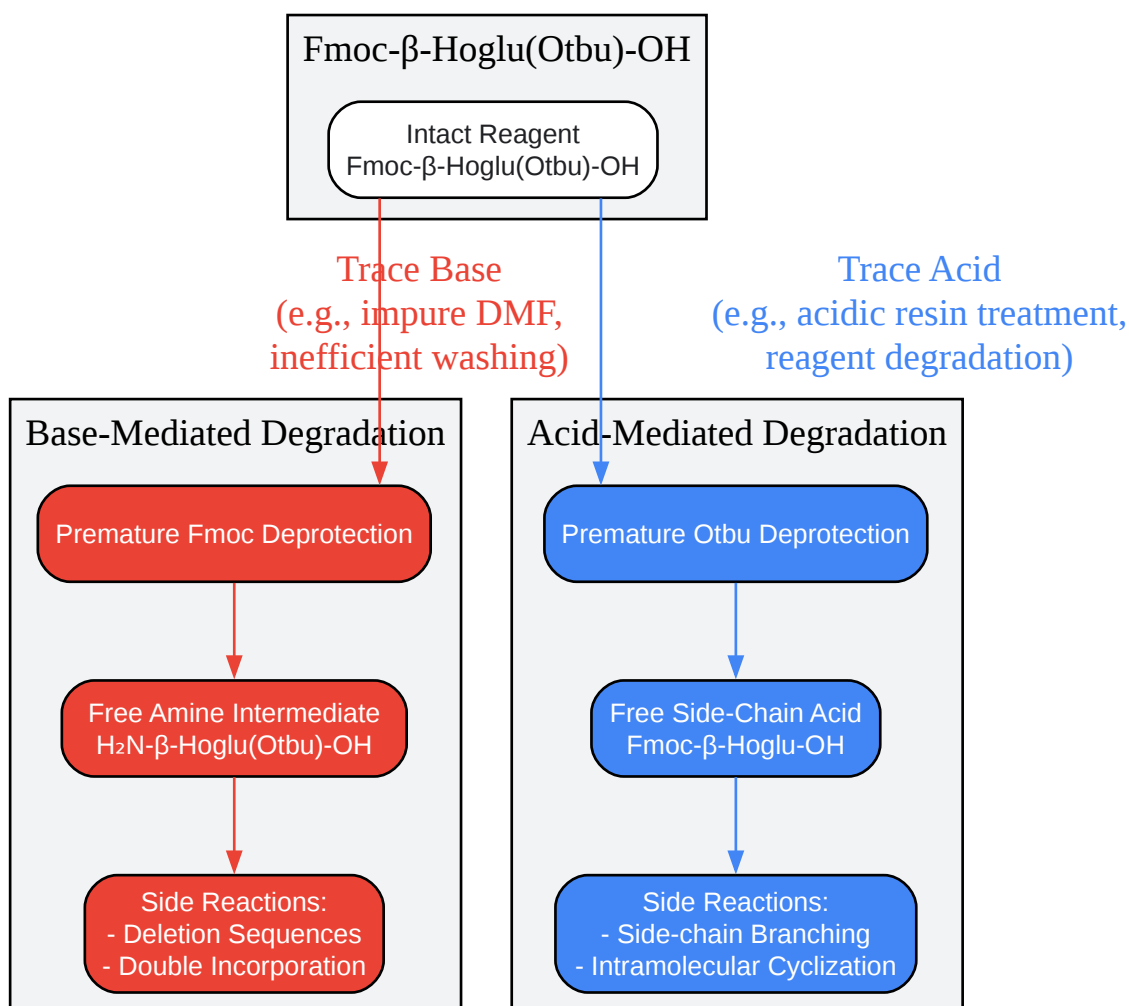 Fmoc-β-Hoglu(Otbu)-OH
Intact Reagent
Fmoc-β-Hoglu(Otbu)-OH
Trace Base
(e.g., impure DMF,
inefficient washing)
Trace Acid
(e.g., acidic resin treatment,
reagent degradation)
Base-Mediated Degradation
Premature Fmoc Deprotection
Free Amine Intermediate
H₂N-β-Hoglu(Otbu)-OH
Side Reactions:
- Deletion Sequences
- Double Incorporation
Acid-Mediated Degradation
Premature Otbu Deprotection
Free Side-Chain Acid
Fmoc-β-Hoglu-OH
Side Reactions:
- Side-chain Branching
- Intramolecular Cyclization